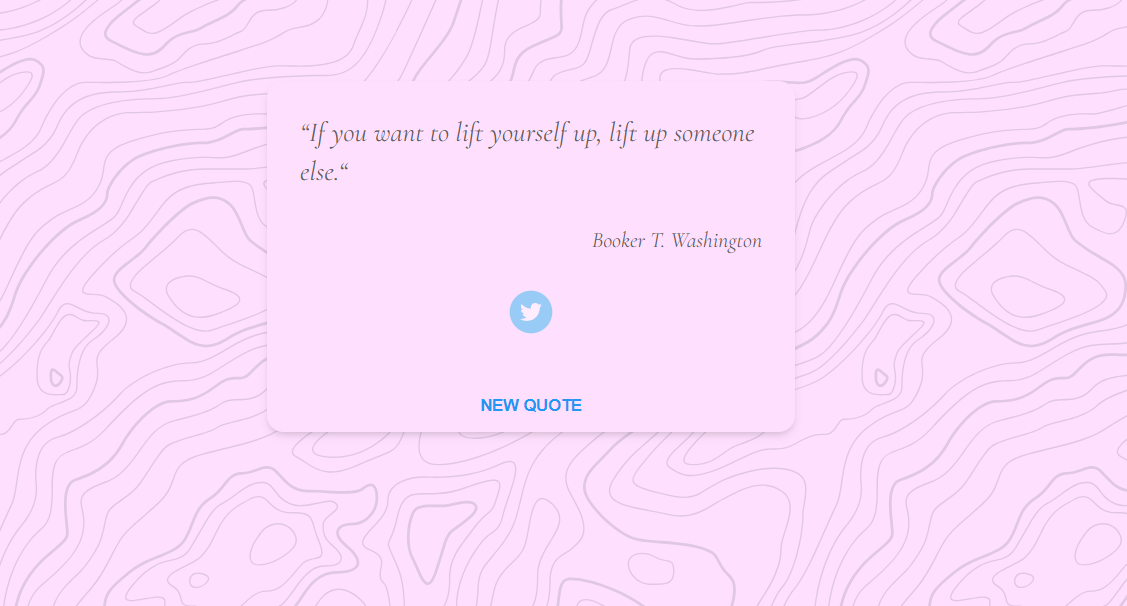 “If you want to lift yourself up, lift up someone
else.“
Booker T. Washington
NEW QUOTE